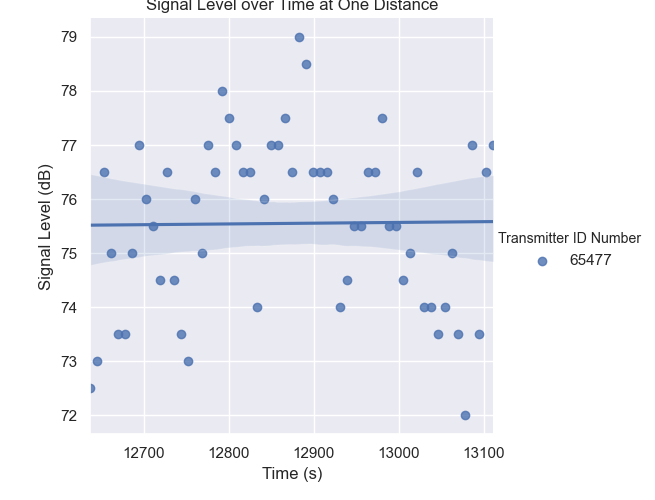 Signal Level over Time at One Distance
79
78
77
76
75
74
73
72
Signal Level (dB)
12700 12800 12900 13000 13100
Time (s)
Transmitter ID Number
65477